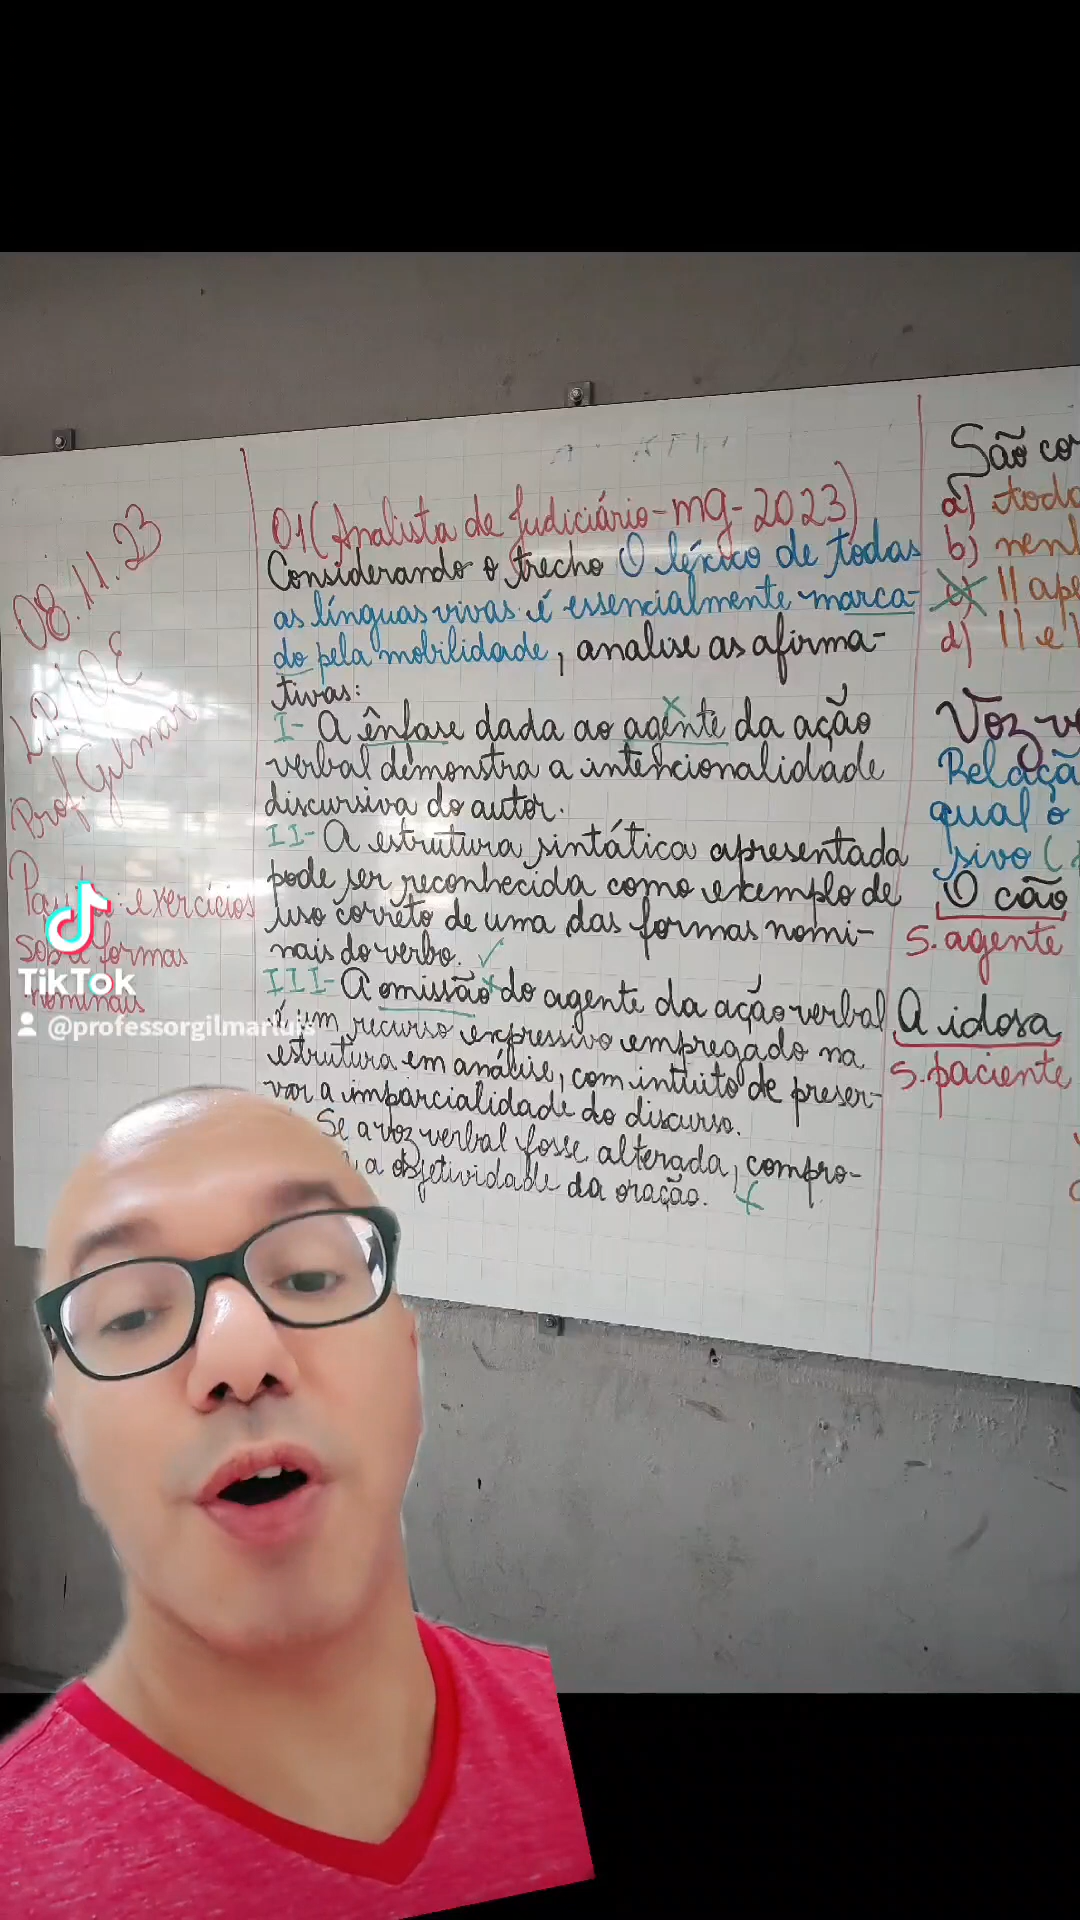 08.11.23
L.P./O.E
Prof. Gilmar
Pauta: exercícios
sobre formas
nominais
01 (Analista de Judiciário-MG-2023)
Considerando o trecho O léxico de todas
as línguas vivas é essencialmente marca-
do pela mobilidade, analise as afirma-
tivas:
I- A ênfase dada ao agente da ação
verbal demonstra a intencionalidade
discursiva do autor.
II- A estrutura sintática apresentada
pode ser reconhecida como exemplo de
uso correto de uma das formas nomi-
nais do verbo.
III- A omissão do agente da ação verbal
é um recurso expressivo empregado na
estrutura em análise, com intuito de preser-
var a imparcialidade do discurso.
Se a voz verbal fosse alterada, compro-
a objetividade da oração.
São co
a) toda
b) nenh
c) II ape
d) II e I
Voz ve
Relaçã
qual o
sivo (
O cão
S. agente
A idosa
S. paciente
TikTok
@professorgilmarluis